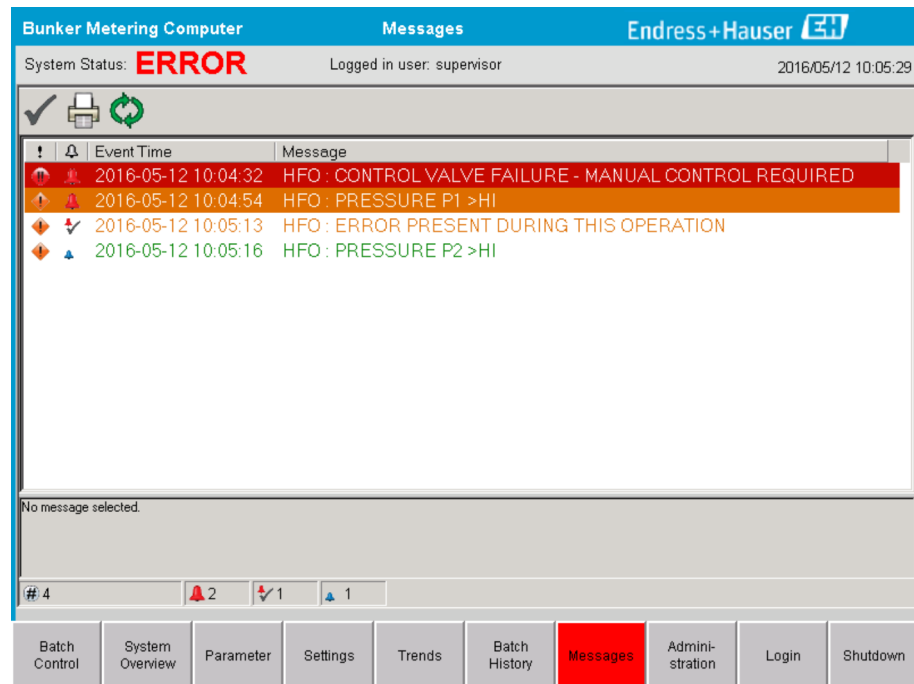 Bunker Metering Computer Messages Endress+Hauser EH
System Status: ERROR Logged in user: supervisor 2016/05/12 10:05:29
! Event Time Message
2016-05-12 10:04:32 HFO : CONTROL VALVE FAILURE - MANUAL CONTROL REQUIRED
2016-05-12 10:04:54 HFO : PRESSURE P1 >HI
2016-05-12 10:05:13 HFO : ERROR PRESENT DURING THIS OPERATION
2016-05-12 10:05:16 HFO : PRESSURE P2 >HI
No message selected.
# 4 2 1 1
Batch Control System Overview Parameter Settings Trends Batch History Messages Admini-stration Login Shutdown